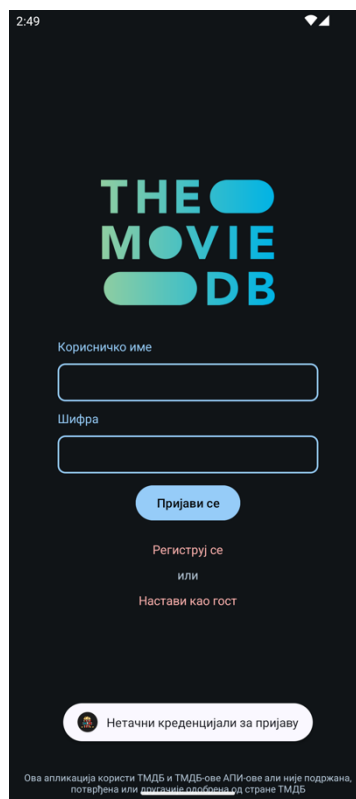 2:49
THE
MOVIE
DB
Корисничко име
Шифра
Пријави се
Региструј се
или
Настави као гост
Нетачни креденцијали за пријаву
Ова апликација користи ТМДБ и ТМДБ-ове АПИ-ове али није подржана,
потврђена или другачије одобрена од стране ТМДБ